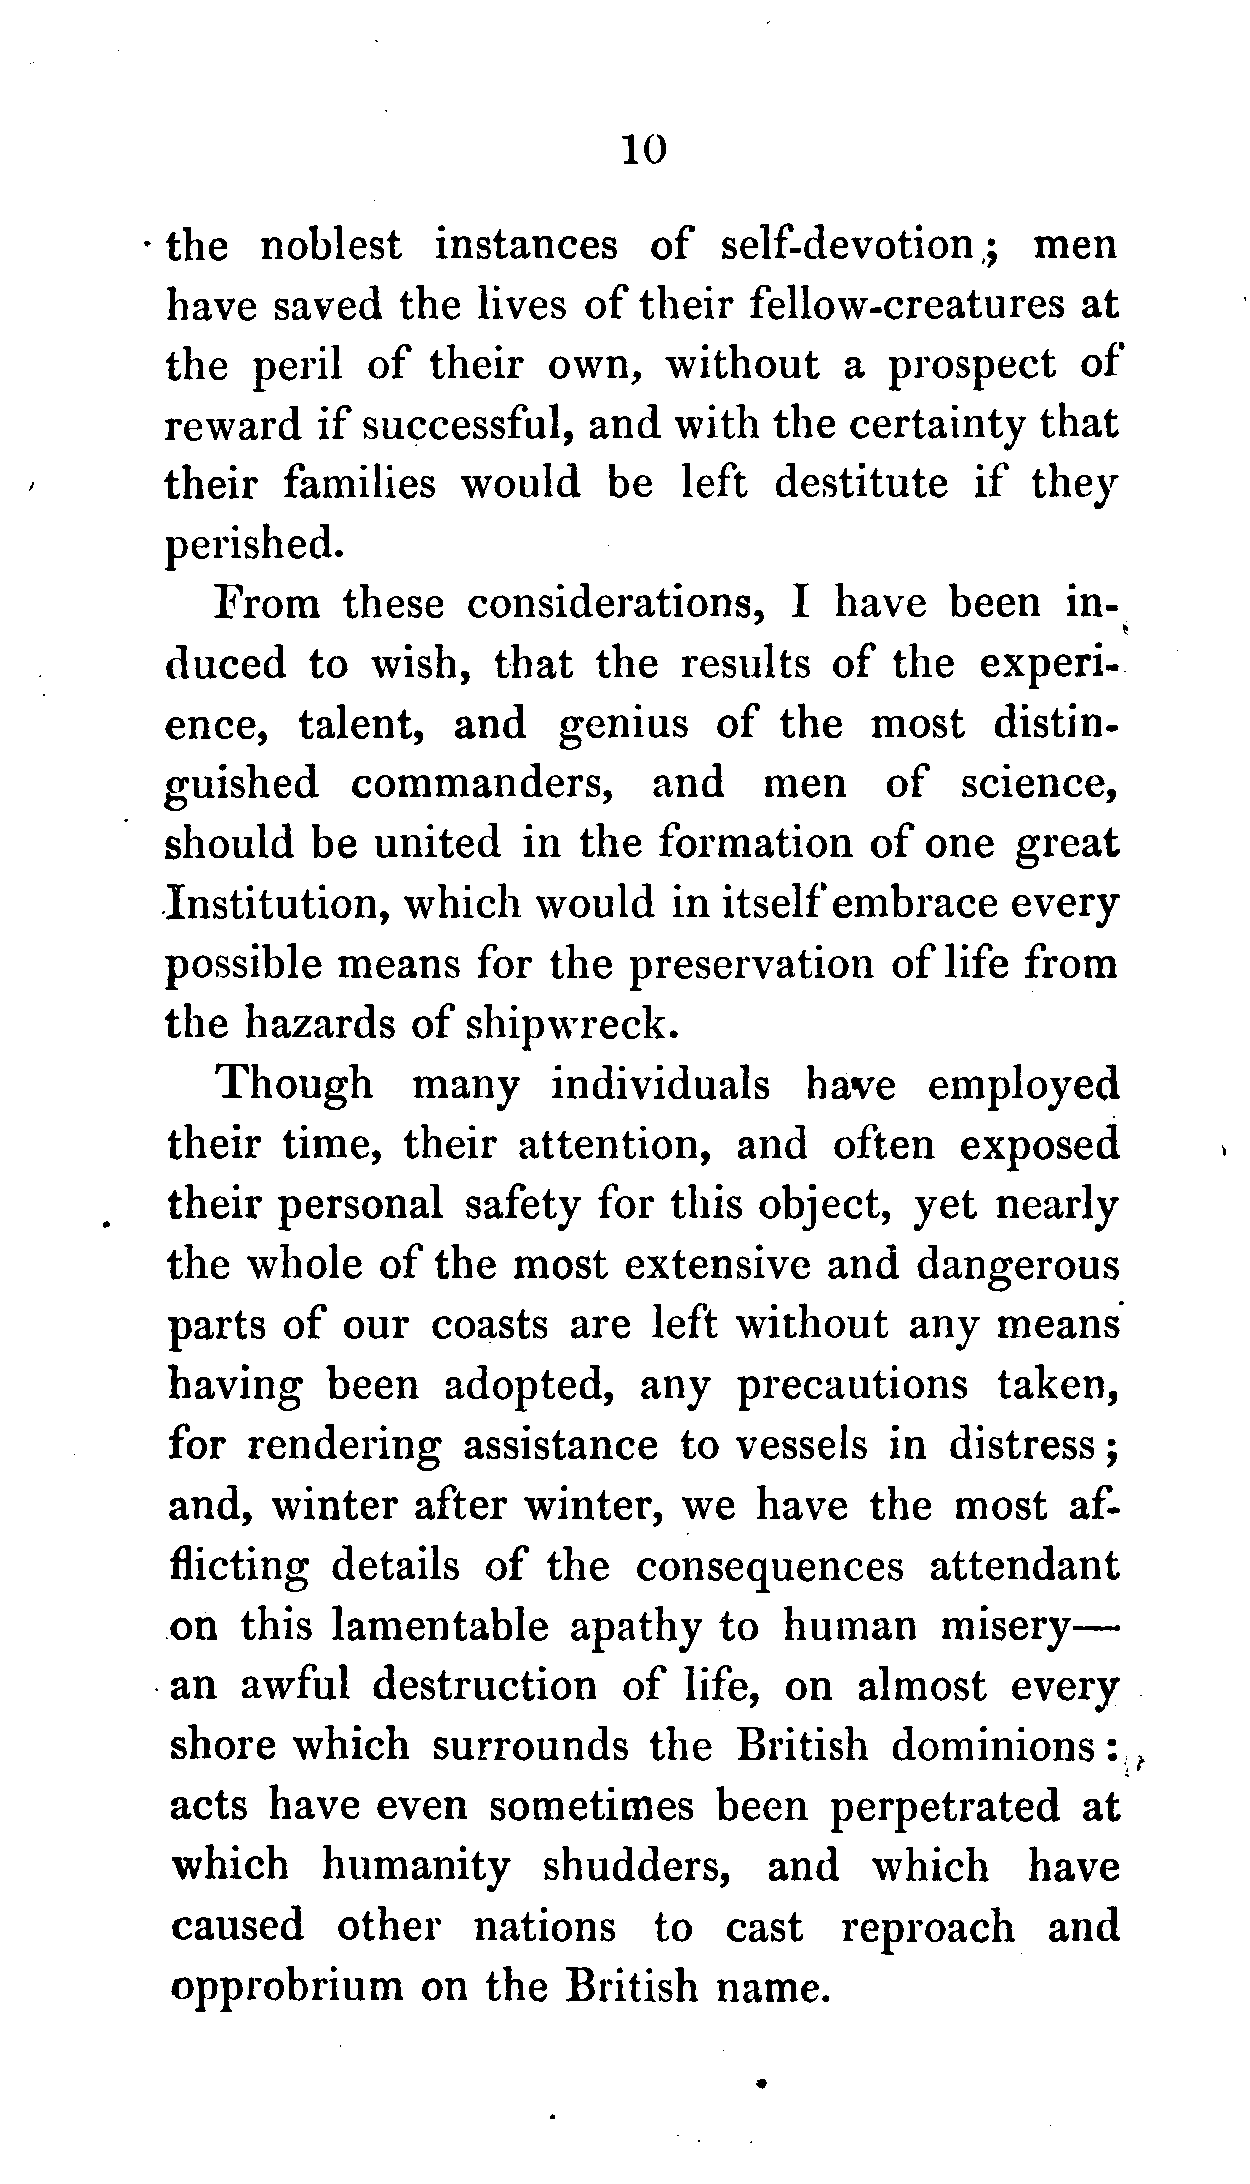 10
the noblest instances of self-devotion; men
have saved the lives of their fellow-creatures at
the peril of their own, without a prospect of
reward if successful, and with the certainty that
their families would be left destitute if they
perished.
From these considerations, I have been in-
duced to wish, that the results of the experi-
ence, talent, and genius of the most distin-
guished commanders, and men of science,
should be united in the formation of one great
Institution, which would in itself embrace every
possible means for the preservation of life from
the hazards of shipwreck.
Though many individuals have employed
their time, their attention, and often exposed
their personal safety for this object, yet nearly
the whole of the most extensive and dangerous
parts of our coasts are left without any means
having been adopted, any precautions taken,
for rendering assistance to vessels in distress;
and, winter after winter, we have the most af-
flicting details of the consequences attendant
on this lamentable apathy to human misery—
an awful destruction of life, on almost every
shore which surrounds the British dominions:
acts have even sometimes been perpetrated at
which humanity shudders, and which have
caused other nations to cast reproach and
opprobrium on the British name.